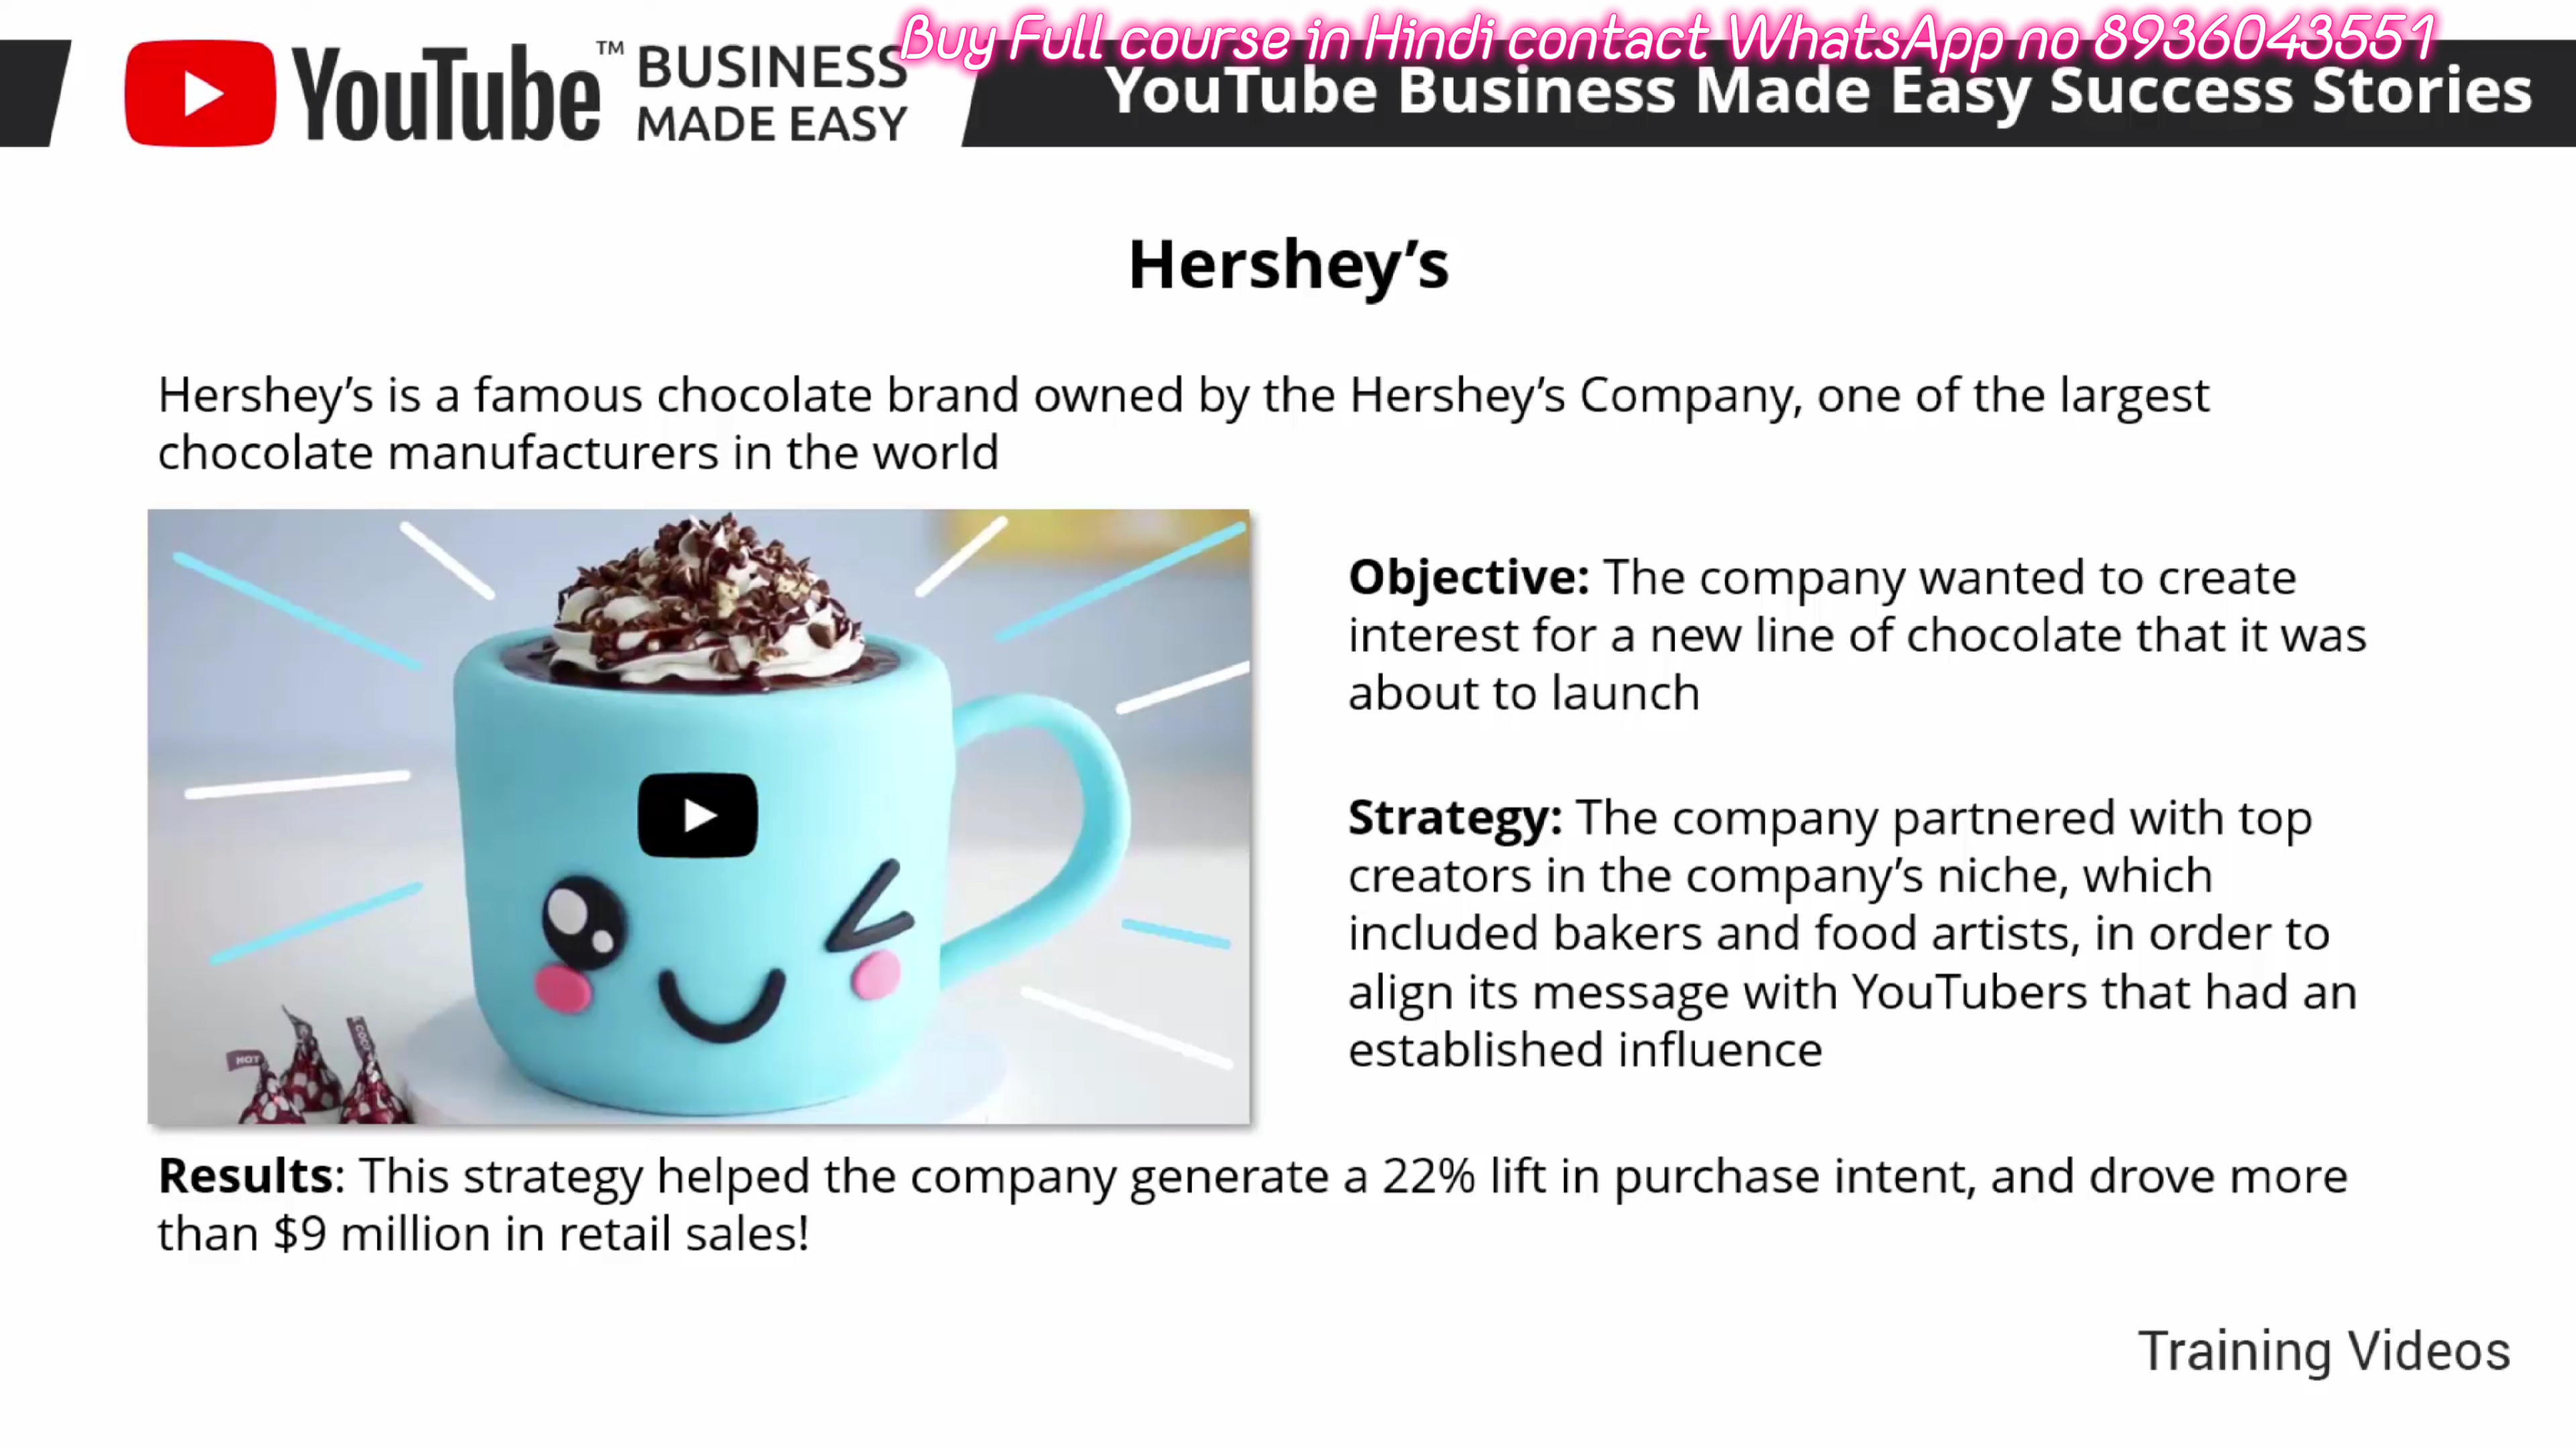 Buy Full course in Hindi contact WhatsApp no 8936043551
YouTube™ BUSINESS
MADE EASY
YouTube Business Made Easy Success Stories
Hershey’s
Hershey’s is a famous chocolate brand owned by the Hershey’s Company, one of the largest
chocolate manufacturers in the world
Objective: The company wanted to create
interest for a new line of chocolate that it was
about to launch
Strategy: The company partnered with top
creators in the company’s niche, which
included bakers and food artists, in order to
align its message with YouTubers that had an
established influence
HOT
COCO
Results: This strategy helped the company generate a 22% lift in purchase intent, and drove more
than $9 million in retail sales!
Training Videos